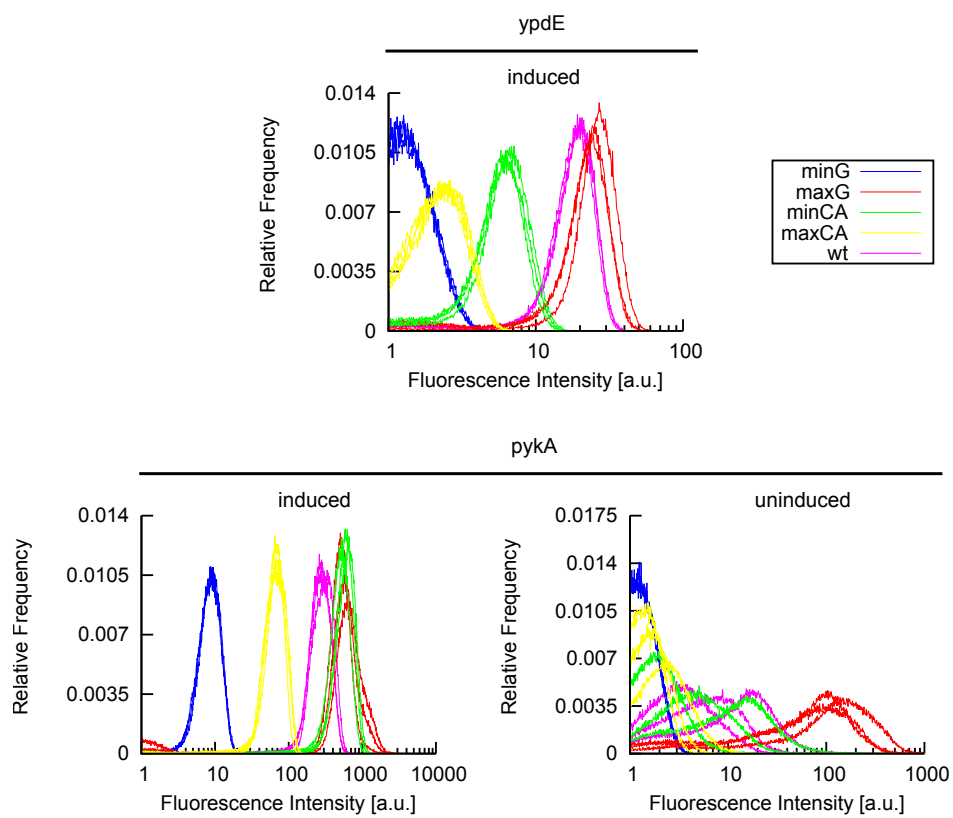 ypdE
induced
0.014
0.0105
0.007
0.0035
0
Relative Frequency
1
10
100
Fluorescence Intensity [a.u.]
minG
maxG
minCA
maxCA
wt
pykA
induced
0.014
0.0105
0.007
0.0035
0
Relative Frequency
1
10
100
1000
10000
Fluorescence Intensity [a.u.]
uninduced
0.0175
0.014
0.0105
0.007
0.0035
0
Relative Frequency
1
10
100
1000
Fluorescence Intensity [a.u.]